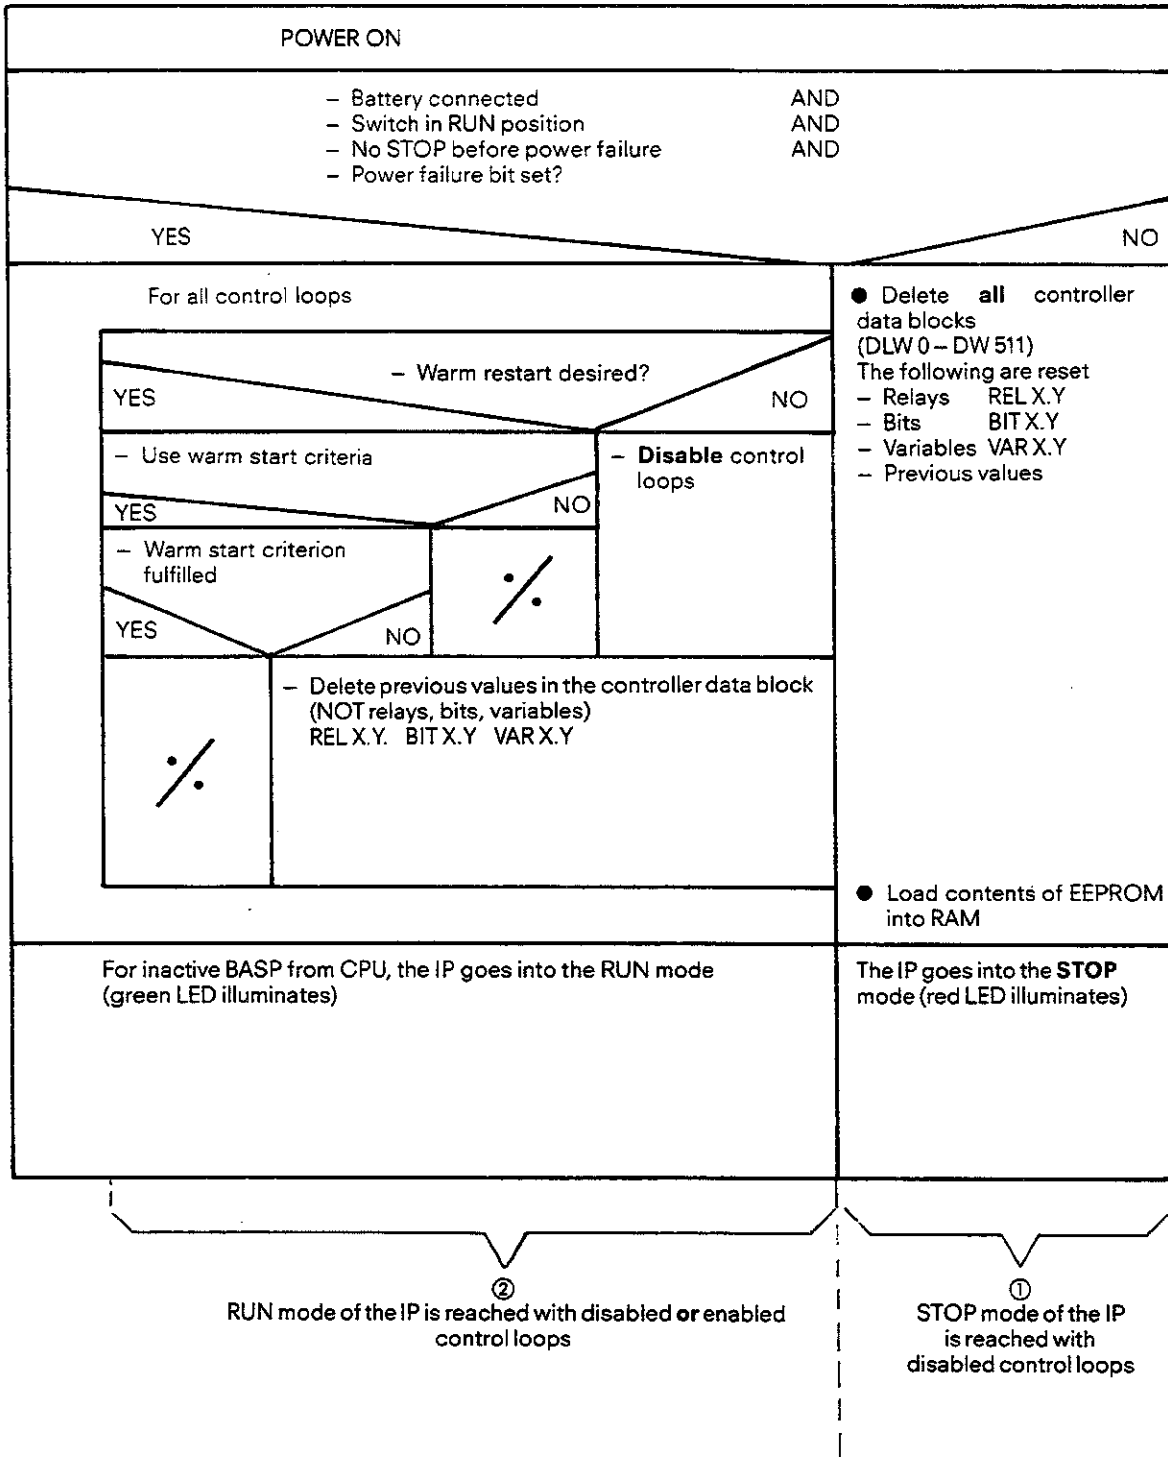 POWER ON
– Battery connected AND
– Switch in RUN position AND
– No STOP before power failure AND
– Power failure bit set?
YES
NO
For all control loops
– Warm restart desired?
YES
NO
– Use warm start criteria
YES
NO
– Disable control
loops
– Warm start criterion
fulfilled
YES
NO
– Delete previous values in the controller data block
(NOT relays, bits, variables)
REL X.Y. BIT X.Y VAR X.Y
● Delete all controller
data blocks
(DLW 0 – DW 511)
The following are reset
– Relays REL X.Y
– Bits BIT X.Y
– Variables VAR X.Y
– Previous values
● Load contents of EEPROM
into RAM
For inactive BASP from CPU, the IP goes into the RUN mode
(green LED illuminates)
The IP goes into the STOP
mode (red LED illuminates)
②
RUN mode of the IP is reached with disabled or enabled
control loops
①
STOP mode of the IP
is reached with
disabled control loops